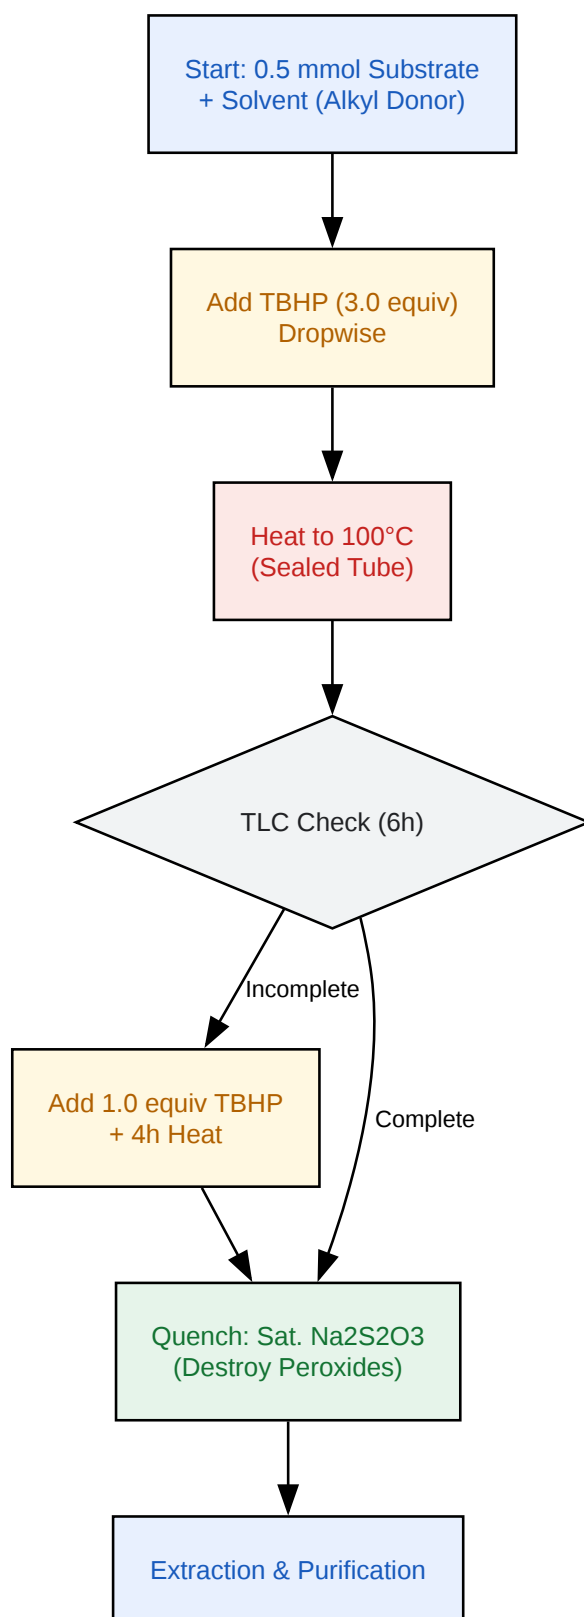 Start: 0.5 mmol Substrate
+ Solvent (Alkyl Donor)
Add TBHP (3.0 equiv)
Dropwise
Heat to 100°C
(Sealed Tube)
TLC Check (6h)
Incomplete
Add 1.0 equiv TBHP
+ 4h Heat
Complete
Quench: Sat. Na2S2O3
(Destroy Peroxides)
Extraction & Purification